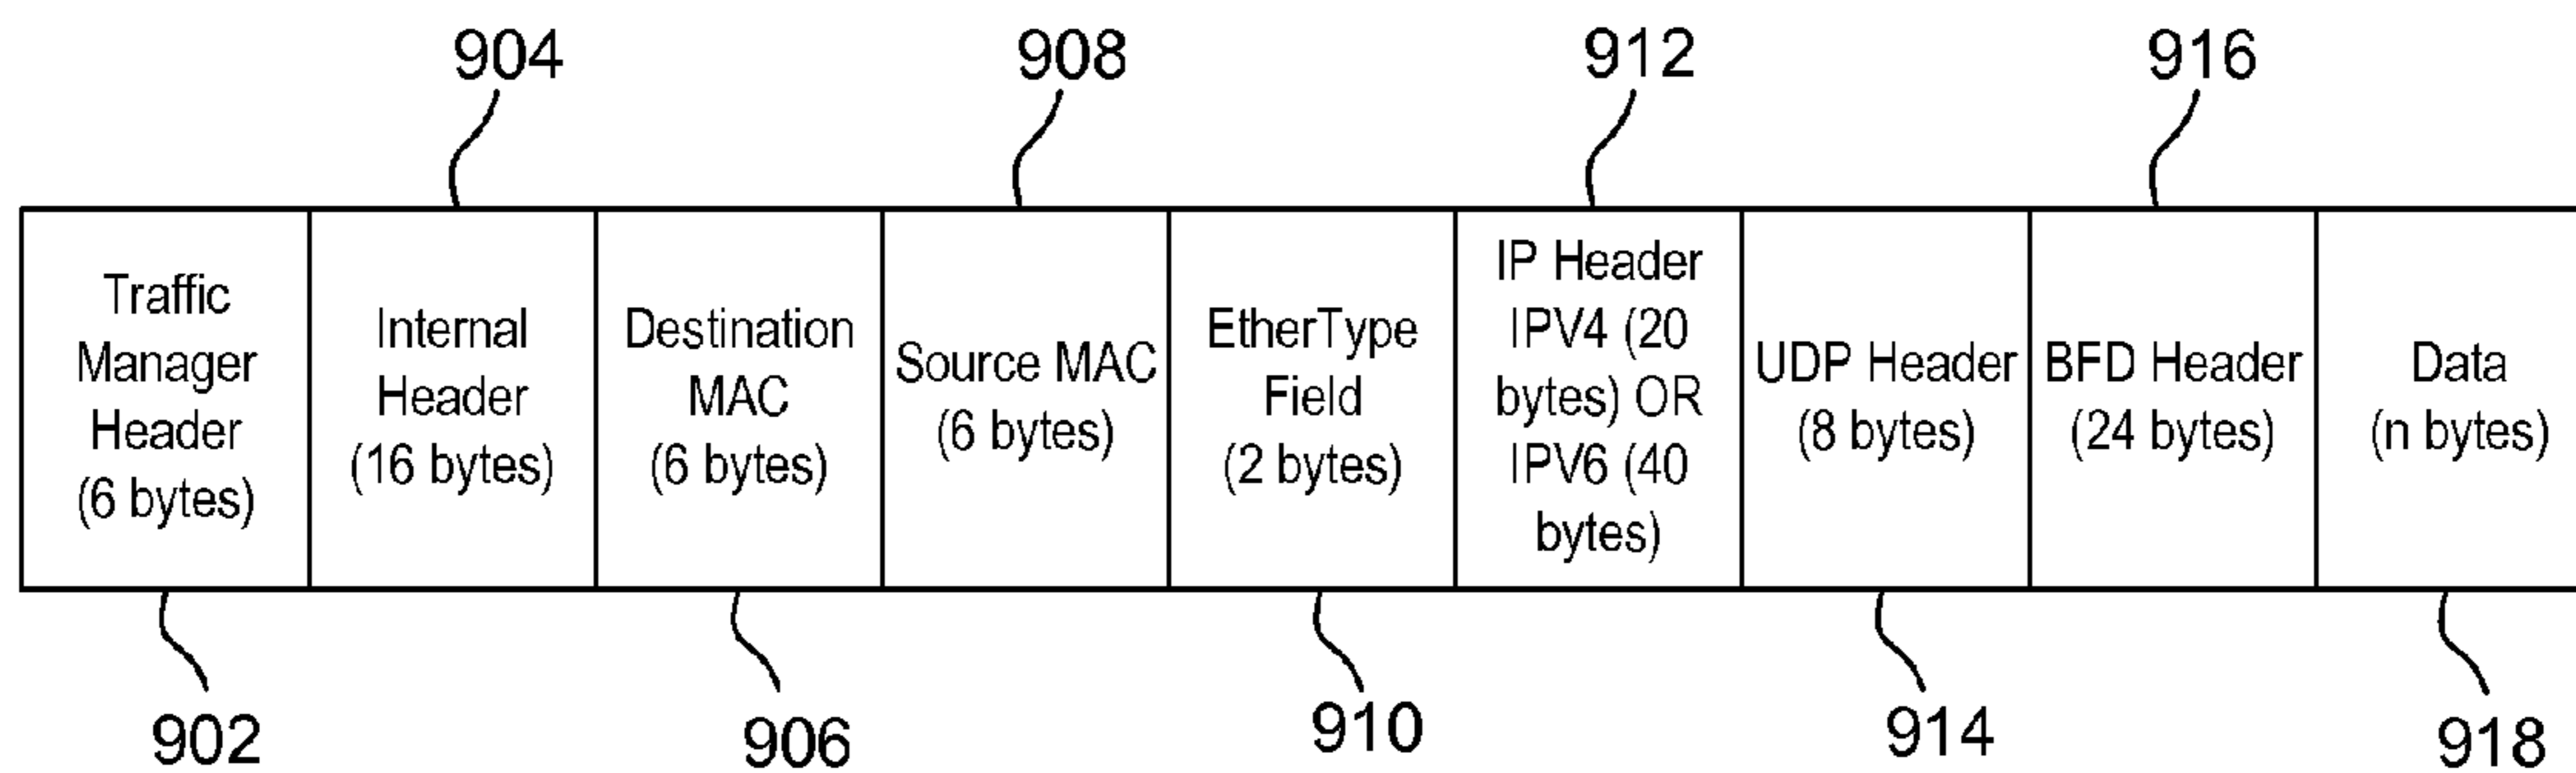 904
908
912
916
Traffic
Manager
Header
(6 bytes)
Internal
Header
(16 bytes)
Destination
MAC
(6 bytes)
Source MAC
(6 bytes)
EtherType
Field
(2 bytes)
IP Header
IPV4 (20
bytes) OR
IPV6 (40
bytes)
UDP Header
(8 bytes)
BFD Header
(24 bytes)
Data
(n bytes)
902
906
910
914
918